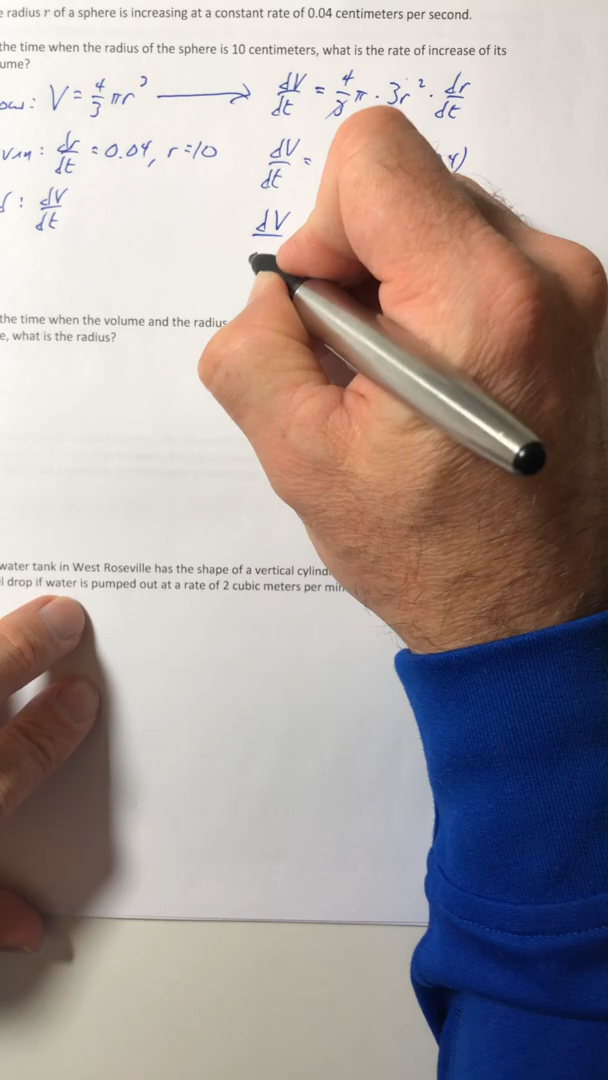 radius r of a sphere is increasing at a constant rate of 0.04 centimeters per second.
the time when the radius of the sphere is 10 centimeters, what is the rate of increase of its
ume?
V = 4/3 πr³ → dV/dt = 4/3 π · 3r² · dr/dt
dr/dt = 0.04, r = 10 dV/dt = 4)
: dV/dt dV
the time when the volume and the radius
e, what is the radius?
water tank in West Roseville has the shape of a vertical cylind
l drop if water is pumped out at a rate of 2 cubic meters per min